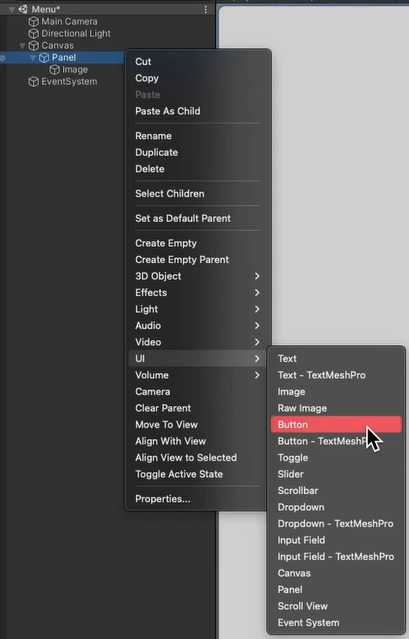 Menu*
Main Camera
Directional Light
Canvas
Panel
Image
EventSystem
Cut
Copy
Paste
Paste As Child
Rename
Duplicate
Delete
Select Children
Set as Default Parent
Create Empty
Create Empty Parent
3D Object
Effects
Light
Audio
Video
UI
Volume
Camera
Clear Parent
Move To View
Align With View
Align View to Selected
Toggle Active State
Properties...
Text
Text - TextMeshPro
Image
Raw Image
Button
Button - TextMeshP
Toggle
Slider
Scrollbar
Dropdown
Dropdown - TextMeshPro
Input Field
Input Field - TextMeshPro
Canvas
Panel
Scroll View
Event System